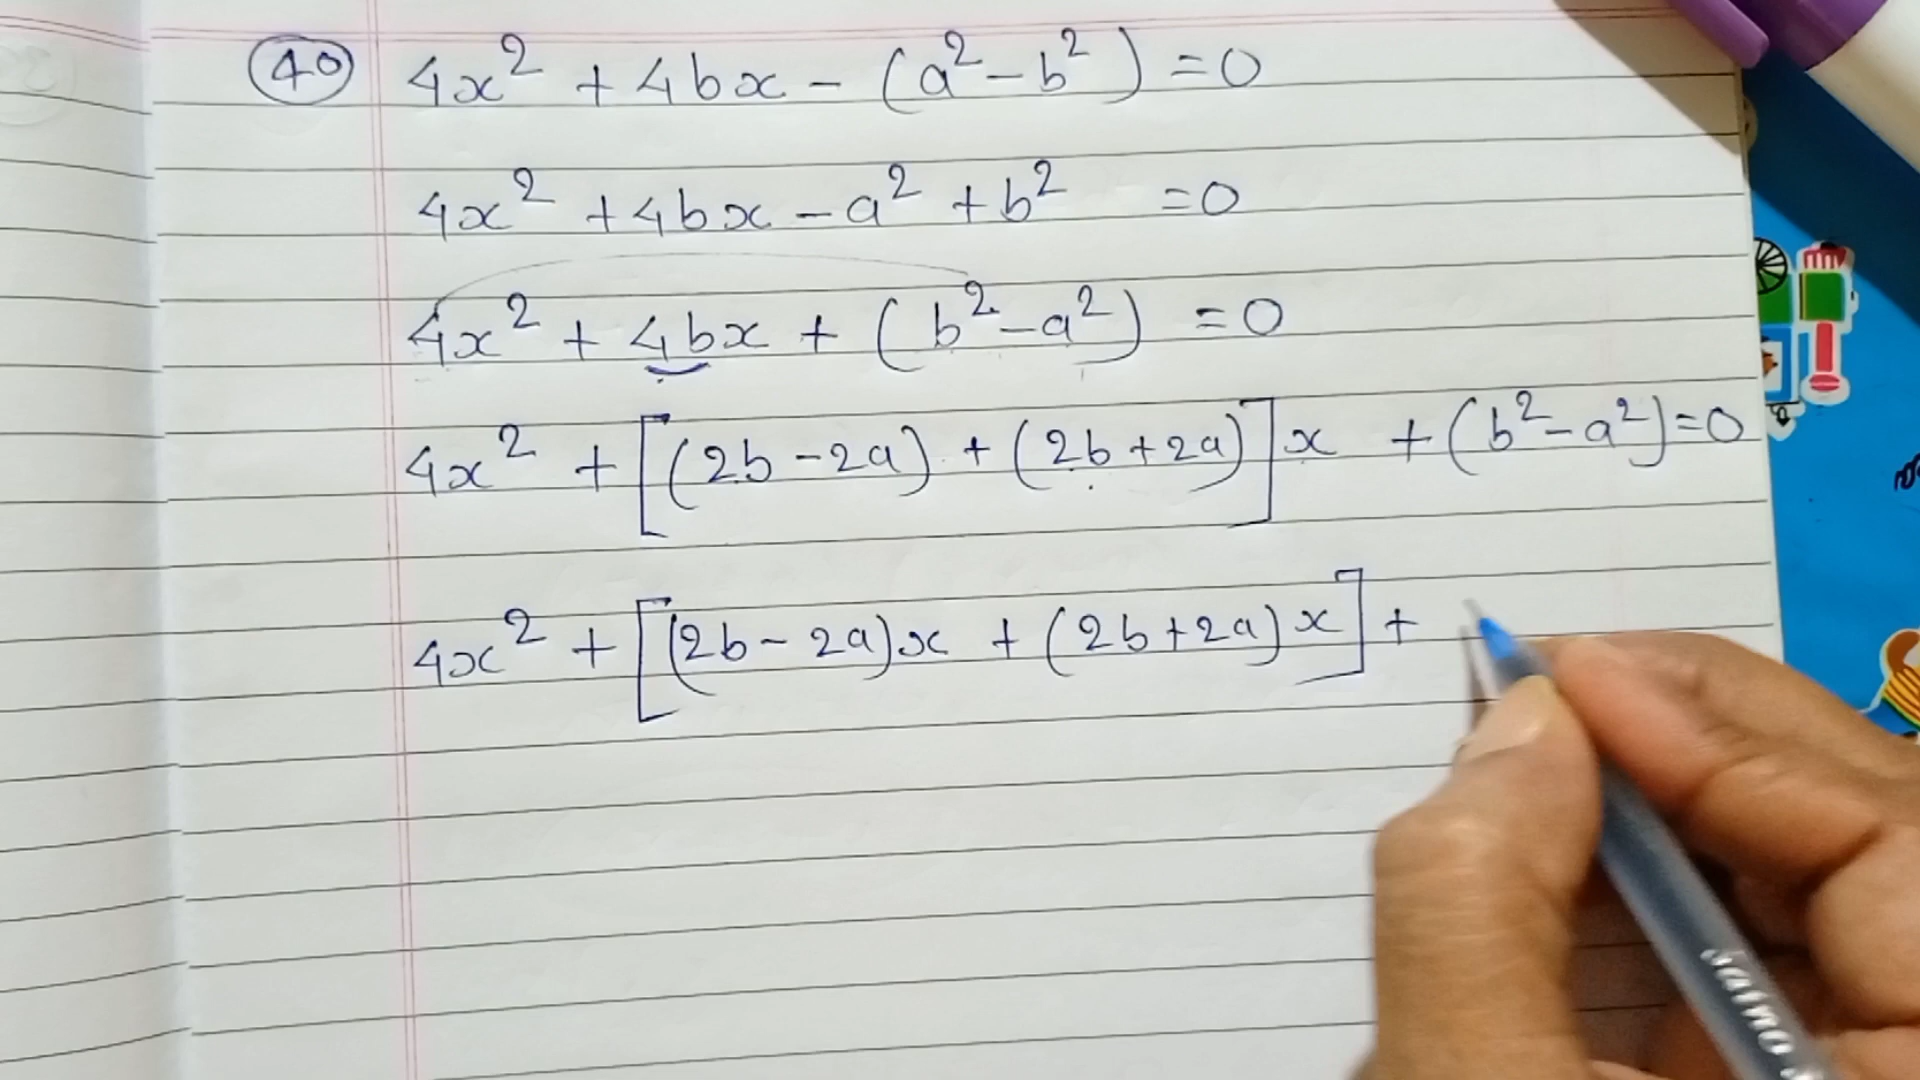 40 4x² + 4bx - (a² - b²) = 0
4x² + 4bx - a² + b² = 0
4x² + 4bx + (b² - a²) = 0
4x² + [(2b - 2a) + (2b + 2a)]x + (b² - a²) = 0
4x² + [(2b - 2a)x + (2b + 2a)x] +